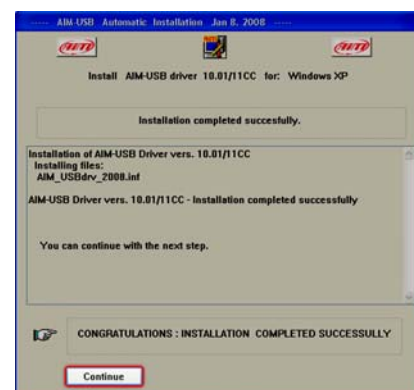 ----- AIM-USB Automatic Installation Jan 8. 2008 -----
AIM AIM
Install AIM-USB driver 10.01/11CC for: Windows XP
Installation completed succesfully.
Installation of AIM-USB Driver vers. 10.01/11CC
Installing files:
AIM_USBdrv_2008.inf
AIM-USB Driver vers. 10.01/11CC - Installation completed successfully
You can continue with the next step.
CONGRATULATIONS : INSTALLATION COMPLETED SUCCESSULLY
Continue